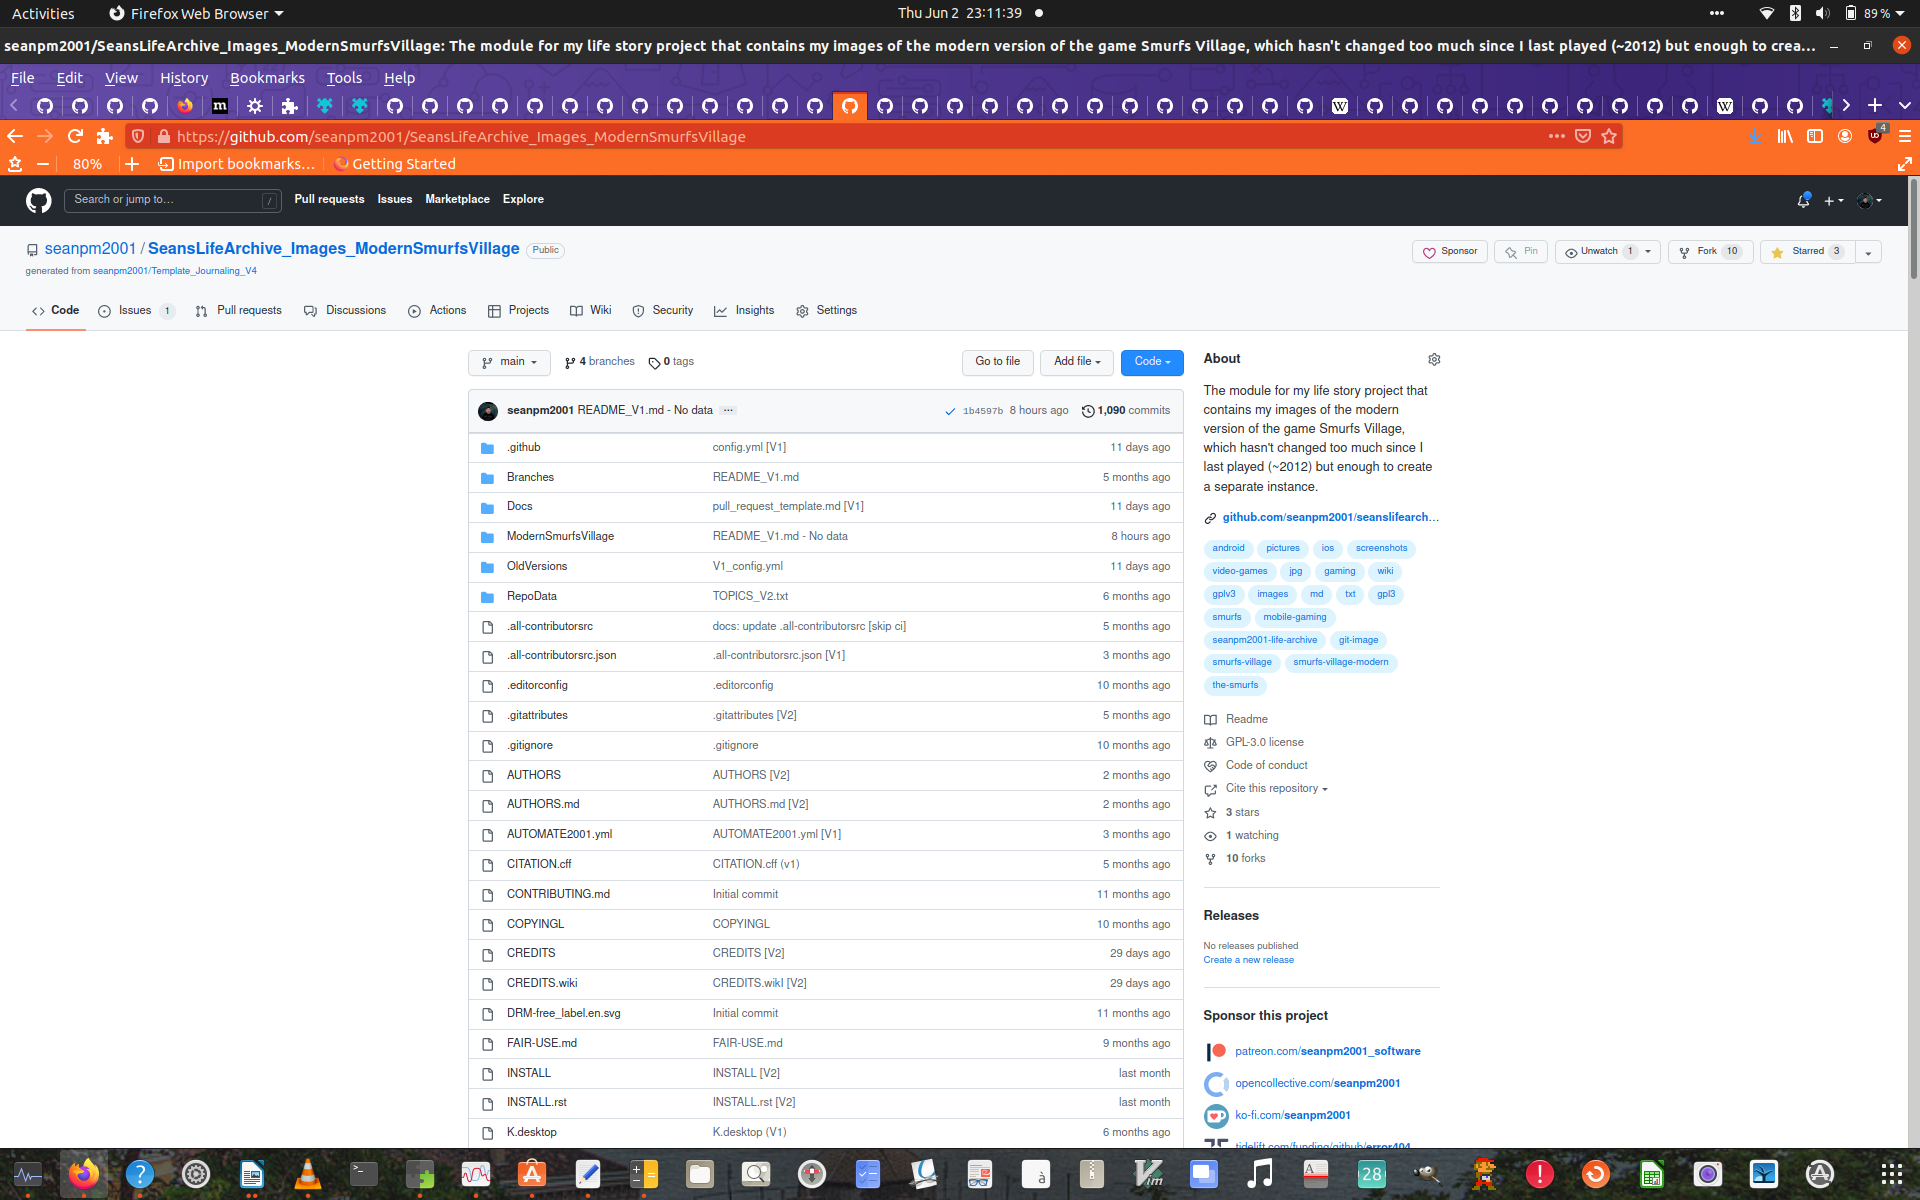 Activities Firefox Web Browser Thu Jun 2 23:11:39 89 %
seanpm2001/SeansLifeArchive_Images_ModernSmurfsVillage: The module for my life story project that contains my images of the modern version of the game Smurfs Village, which hasn't changed too much since I last played (~2012) but enough to crea…
File Edit View History Bookmarks Tools Help
https://github.com/seanpm2001/SeansLifeArchive_Images_ModernSmurfsVillage 4
80% Import bookmarks… Getting Started
Search or jump to… / Pull requests Issues Marketplace Explore
seanpm2001 / SeansLifeArchive_Images_ModernSmurfsVillage Public Sponsor Pin Unwatch 1 Fork 10 Starred 3
generated from seanpm2001/Template_Journaling_V4
Code Issues 1 Pull requests Discussions Actions Projects Wiki Security Insights Settings
main 4 branches 0 tags Go to file Add file Code
seanpm2001 README_V1.md - No data ... 1b4597b 8 hours ago 1,090 commits
.github config.yml [V1] 11 days ago
Branches README_V1.md 5 months ago
Docs pull_request_template.md [V1] 11 days ago
ModernSmurfsVillage README_V1.md - No data 8 hours ago
OldVersions V1_config.yml 11 days ago
RepoData TOPICS_V2.txt 6 months ago
.all-contributorsrc docs: update .all-contributorsrc [skip ci] 5 months ago
.all-contributorsrc.json .all-contributorsrc.json [V1] 3 months ago
.editorconfig .editorconfig 10 months ago
.gitattributes .gitattributes [V2] 5 months ago
.gitignore .gitignore 10 months ago
AUTHORS AUTHORS [V2] 2 months ago
AUTHORS.md AUTHORS.md [V2] 2 months ago
AUTOMATE2001.yml AUTOMATE2001.yml [V1] 3 months ago
CITATION.cff CITATION.cff (v1) 5 months ago
CONTRIBUTING.md Initial commit 11 months ago
COPYINGL COPYINGL 10 months ago
CREDITS CREDITS [V2] 29 days ago
CREDITS.wiki CREDITS.wikI [V2] 29 days ago
DRM-free_label.en.svg Initial commit 11 months ago
FAIR-USE.md FAIR-USE.md 9 months ago
INSTALL INSTALL [V2] last month
INSTALL.rst INSTALL.rst [V2] last month
K.desktop K.desktop (V1) 6 months ago
About
The module for my life story project that
contains my images of the modern
version of the game Smurfs Village,
which hasn't changed too much since I
last played (~2012) but enough to create
a separate instance.
github.com/seanpm2001/seanslifearch…
android pictures ios screenshots
video-games jpg gaming wiki
gplv3 images md txt gpl3
smurfs mobile-gaming
seanpm2001-life-archive git-image
smurfs-village smurfs-village-modern
the-smurfs
Readme
GPL-3.0 license
Code of conduct
Cite this repository
3 stars
1 watching
10 forks
Releases
No releases published
Create a new release
Sponsor this project
patreon.com/seanpm2001_software
opencollective.com/seanpm2001
ko-fi.com/seanpm2001
tidelift.com/funding/github/error404
28